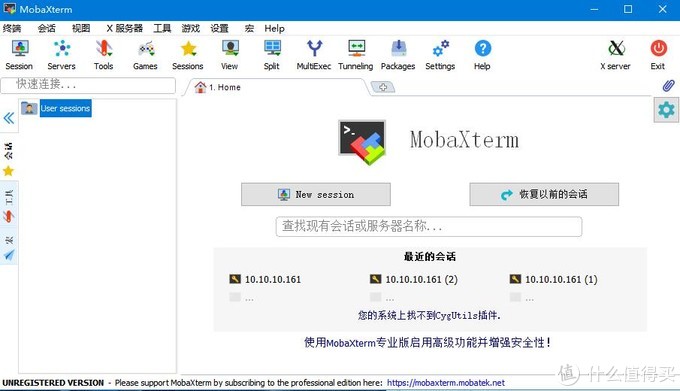 MobaXterm
终端 会话 视图 X 服务器 工具 游戏 设置 宏 Help
Session Servers Tools Games Sessions View Split MultiExec Tunneling Packages Settings Help X server Exit
快速连接...
1. Home
User sessions
会话
工具
宏
>_
MobaXterm
New session
恢复以前的会话
查找现有会话或服务器名称...
最近的会话
10.10.10.161 10.10.10.161 (2) 10.10.10.161 (1)
... ... ...
您的系统上找不到CygUtils插件.
使用MobaXterm专业版启用高级功能并增强安全性!
UNREGISTERED VERSION - Please support MobaXterm by subscribing to the professional edition here: https://mobaxterm.mobatek.net
值 什么值得买